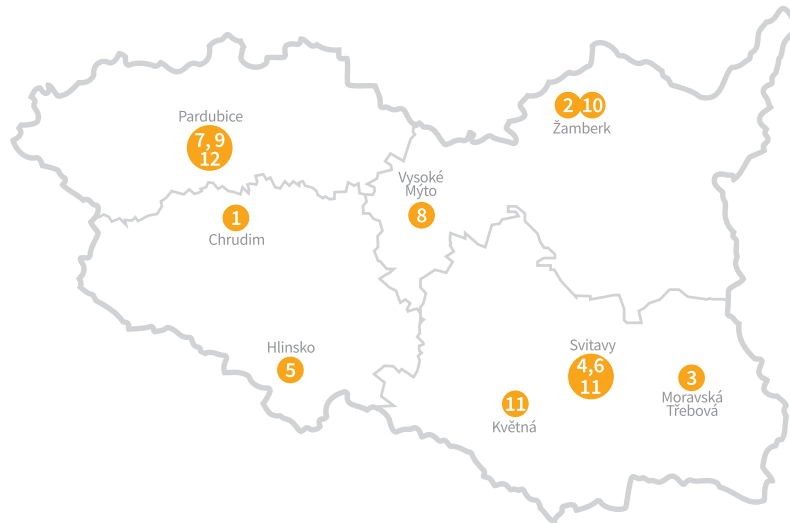 2 10
Žamberk
Pardubice
7, 9
12
Vysoké
Mýto
8
1
Chrudim
Hlinsko
5
Svitavy
4,6
11
3
Moravská
Třebová
11
Květná